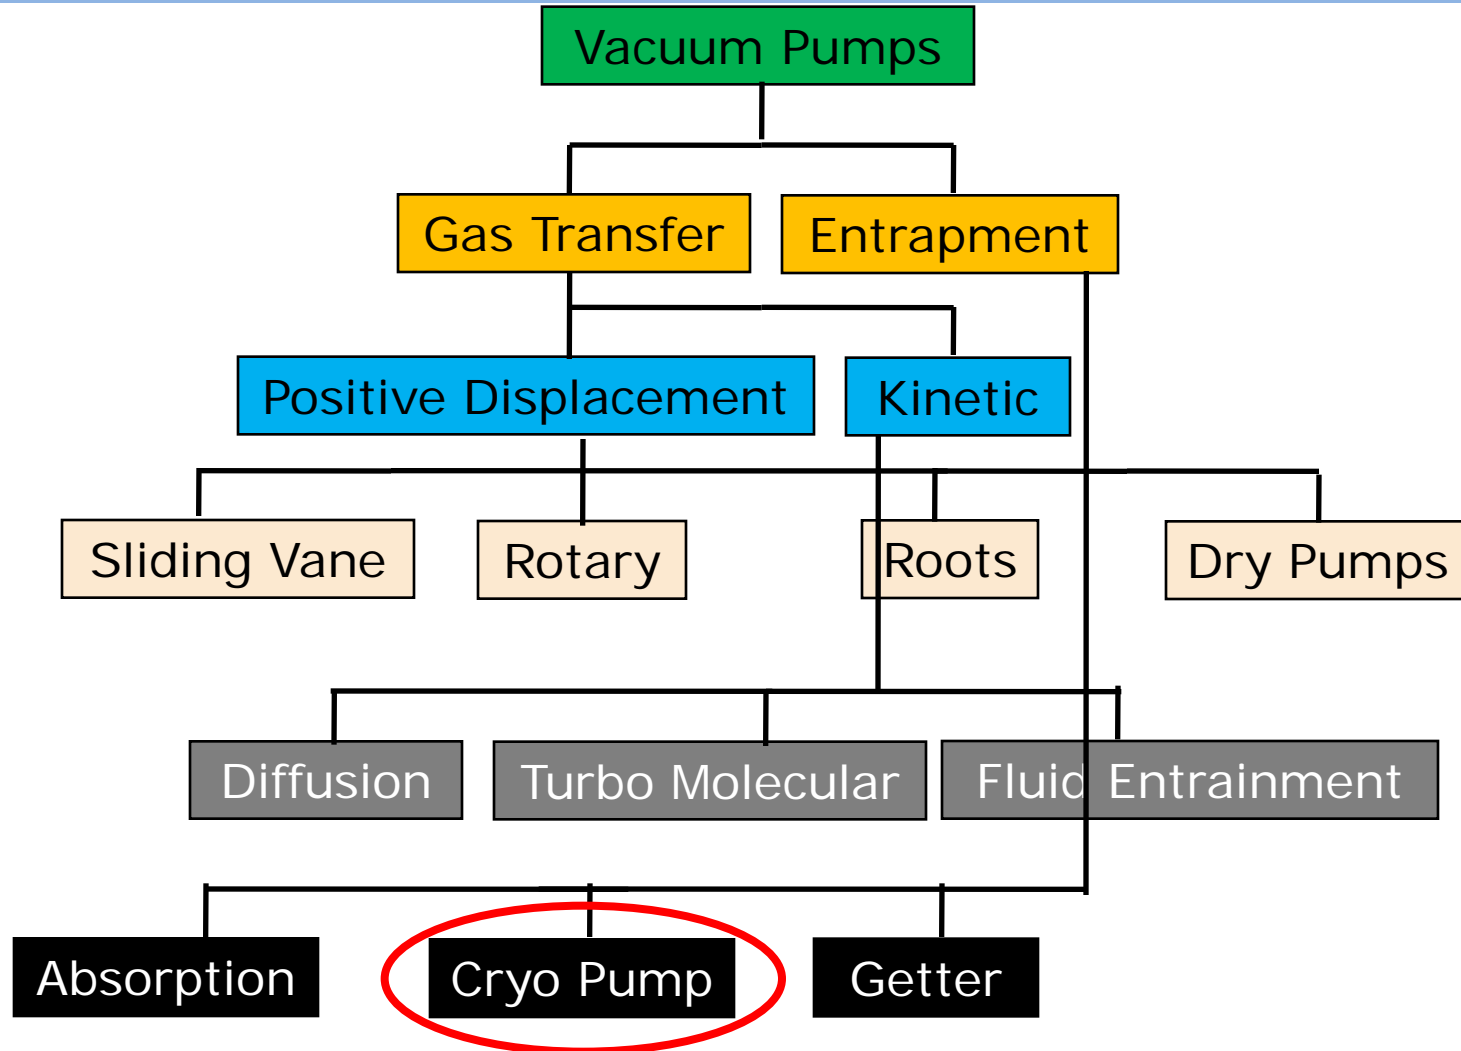 Vacuum Pumps
Gas Transfer
Entrapment
Positive Displacement
Kinetic
Sliding Vane
Rotary
Roots
Dry Pumps
Diffusion
Turbo Molecular
Fluid Entrainment
Absorption
Cryo Pump
Getter